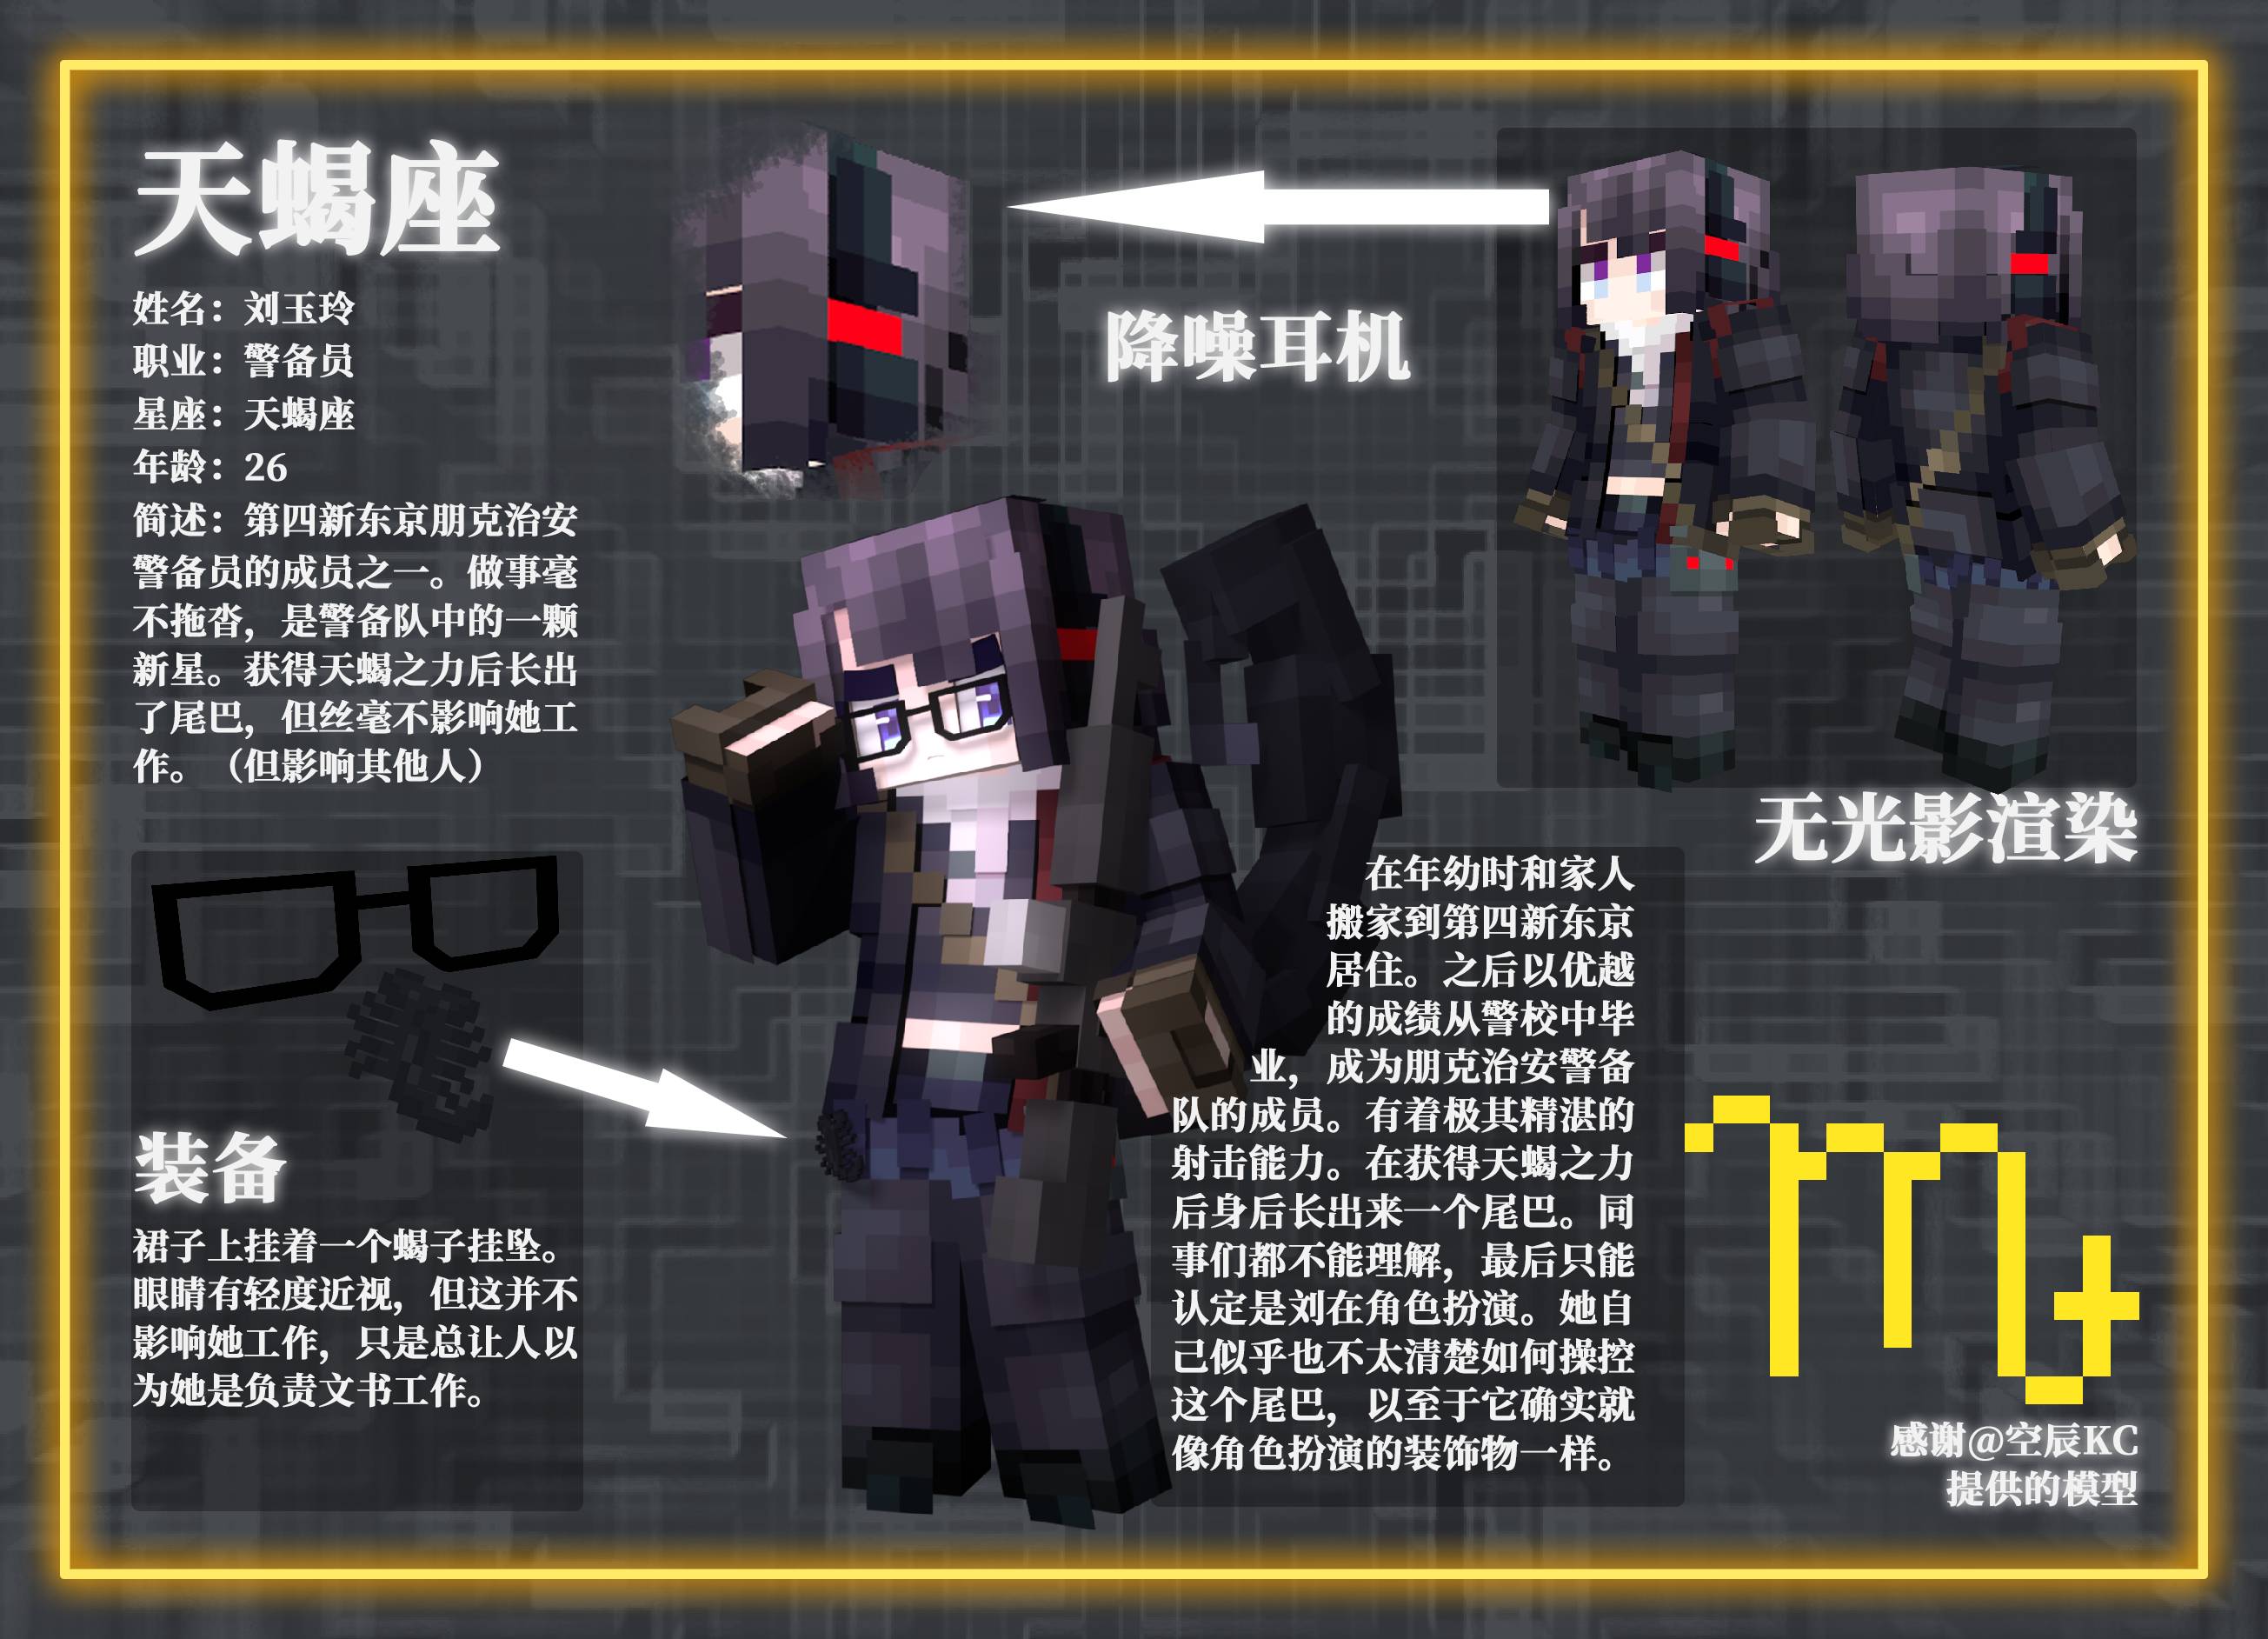 天蝎座
姓名：刘玉玲
职业：警备员
星座：天蝎座
年龄：26
简述：第四新东京朋克治安
警备员的成员之一。做事毫
不拖沓，是警备队中的一颗
新星。获得天蝎之力后长出
了尾巴，但丝毫不影响她工
作。（但影响其他人）
降噪耳机
无光影渲染
装备
裙子上挂着一个蝎子挂坠。
眼睛有轻度近视，但这并不
影响她工作，只是总让人以
为她是负责文书工作。
在年幼时和家人
搬家到第四新东京
居住。之后以优越
的成绩从警校中毕
业，成为朋克治安警备
队的成员。有着极其精湛的
射击能力。在获得天蝎之力
后身后长出来一个尾巴。同
事们都不能理解，最后只能
认定是刘在角色扮演。她自
己似乎也不太清楚如何操控
这个尾巴，以至于它确实就
像角色扮演的装饰物一样。
感谢@空辰KC
提供的模型